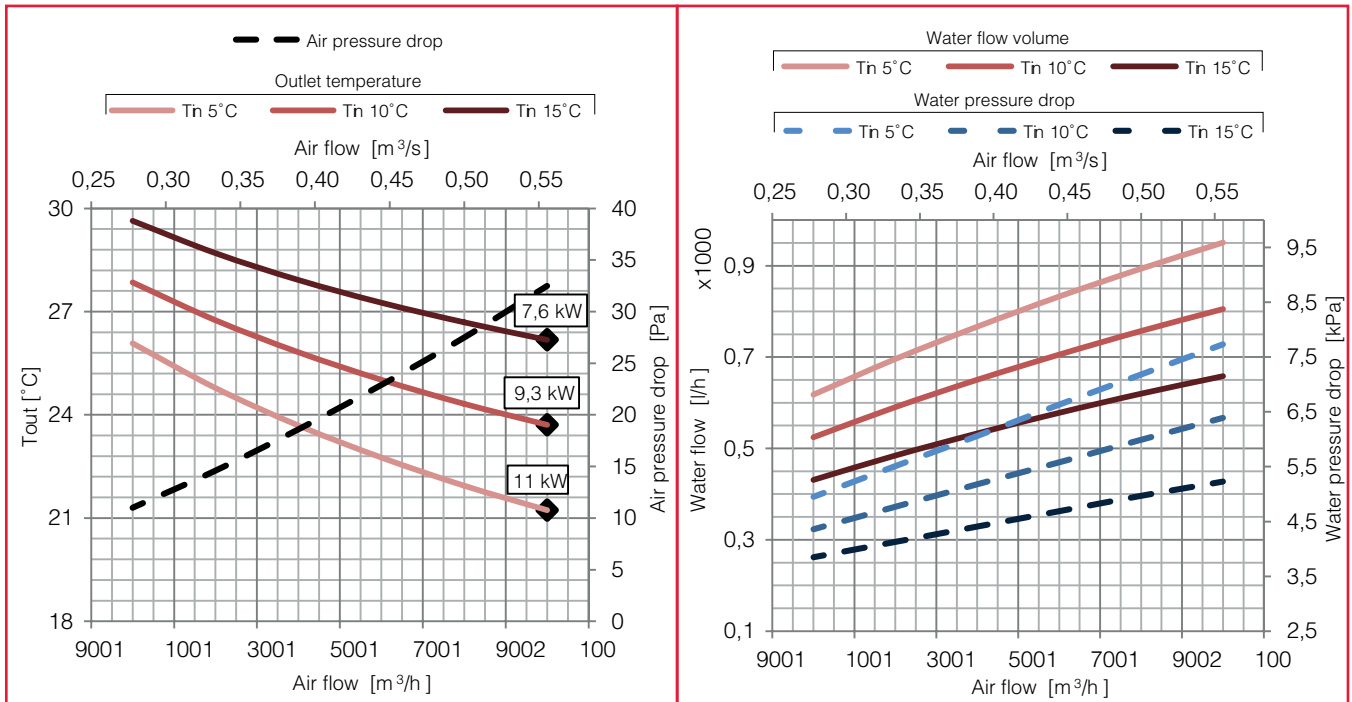 Air pressure drop
Outlet temperature
Tin 5°C Tin 10°C Tin 15°C
Air flow [m³/s]
0,25 0,30 0,35 0,40 0,45 0,50 0,55
30 40
35
27 30
25
24 20
15
21 10
5
18 0
Tout [°C]
Air pressure drop [Pa]
7,6 kW
9,3 kW
11 kW
9001 1001 3001 5001 7001 9002 100
Air flow [m³/h]
Water flow volume
Tin 5°C Tin 10°C Tin 15°C
Water pressure drop
Tin 5°C Tin 10°C Tin 15°C
Air flow [m³/s]
0,25 0,30 0,35 0,40 0,45 0,50 0,55
x1000
Water flow [l/h]
0,9 9,5
8,5
0,7 7,5
6,5
0,5 5,5
4,5
0,3 3,5
0,1 2,5
Water pressure drop [kPa]
9001 1001 3001 5001 7001 9002 100
Air flow [m³/h]